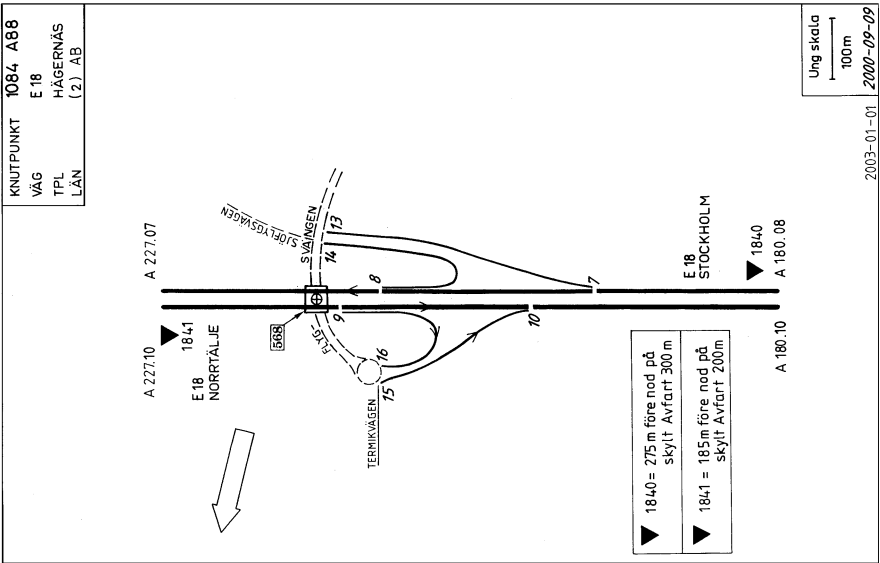 KNUTPUNKT 1084 A88
VÄG E 18
TPL HÄGERNÄS
LÄN (2) AB
A 227.10
A 227.07
1841
E 18
NORRTÄLJE
568
FLYG-
SVÄNGEN
SJÖFLYGSVÄGEN
13
14
8
9
16
15
TERMIKVÄGEN
7
10
E 18
STOCKHOLM
1840
A 180.10
A 180.08
1840 = 275 m före nod på
skylt Avfart 300 m
1841 = 185 m före nod på
skylt Avfart 200m
Ung skala
100 m
2003-01-01
2000-09-09